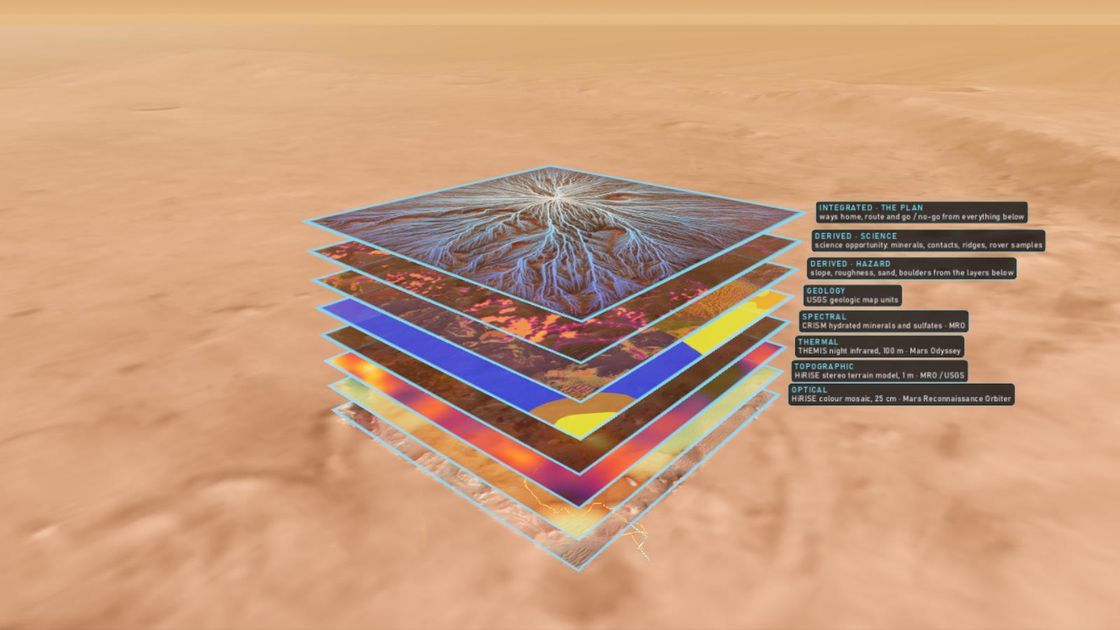 INTEGRATED · THE PLAN
ways home, route and go / no-go from everything below
DERIVED · SCIENCE
science opportunity: minerals, contacts, ridges, rover samples
DERIVED · HAZARD
slope, roughness, sand, boulders from the layers below
GEOLOGY
USGS geologic map units
SPECTRAL
CRISM hydrated minerals and sulfates · MRO
THERMAL
THEMIS night infrared, 100 m · Mars Odyssey
TOPOGRAPHIC
HiRISE stereo terrain model, 1 m · MRO / USGS
OPTICAL
HiRISE colour mosaic, 25 cm · Mars Reconnaissance Orbiter